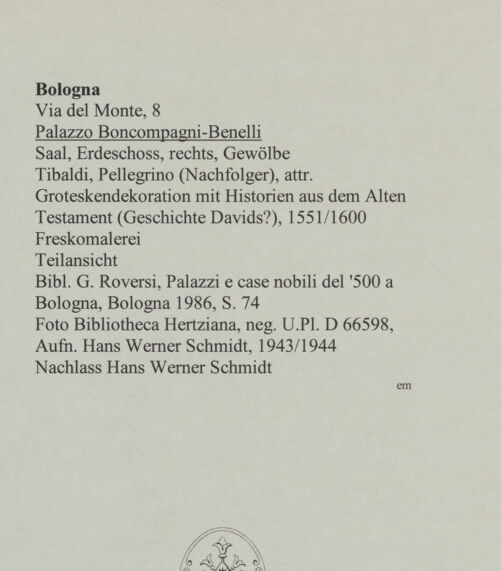 Bologna
Via del Monte, 8
Palazzo Boncompagni-Benelli
Saal, Erdeschoss, rechts, Gewölbe
Tibaldi, Pellegrino (Nachfolger), attr.
Groteskendekoration mit Historien aus dem Alten
Testament (Geschichte Davids?), 1551/1600
Freskomalerei
Teilansicht
Bibl. G. Roversi, Palazzi e case nobili del '500 a
Bologna, Bologna 1986, S. 74
Foto Bibliotheca Hertziana, neg. U.Pl. D 66598,
Aufn. Hans Werner Schmidt, 1943/1944
Nachlass Hans Werner Schmidt
em